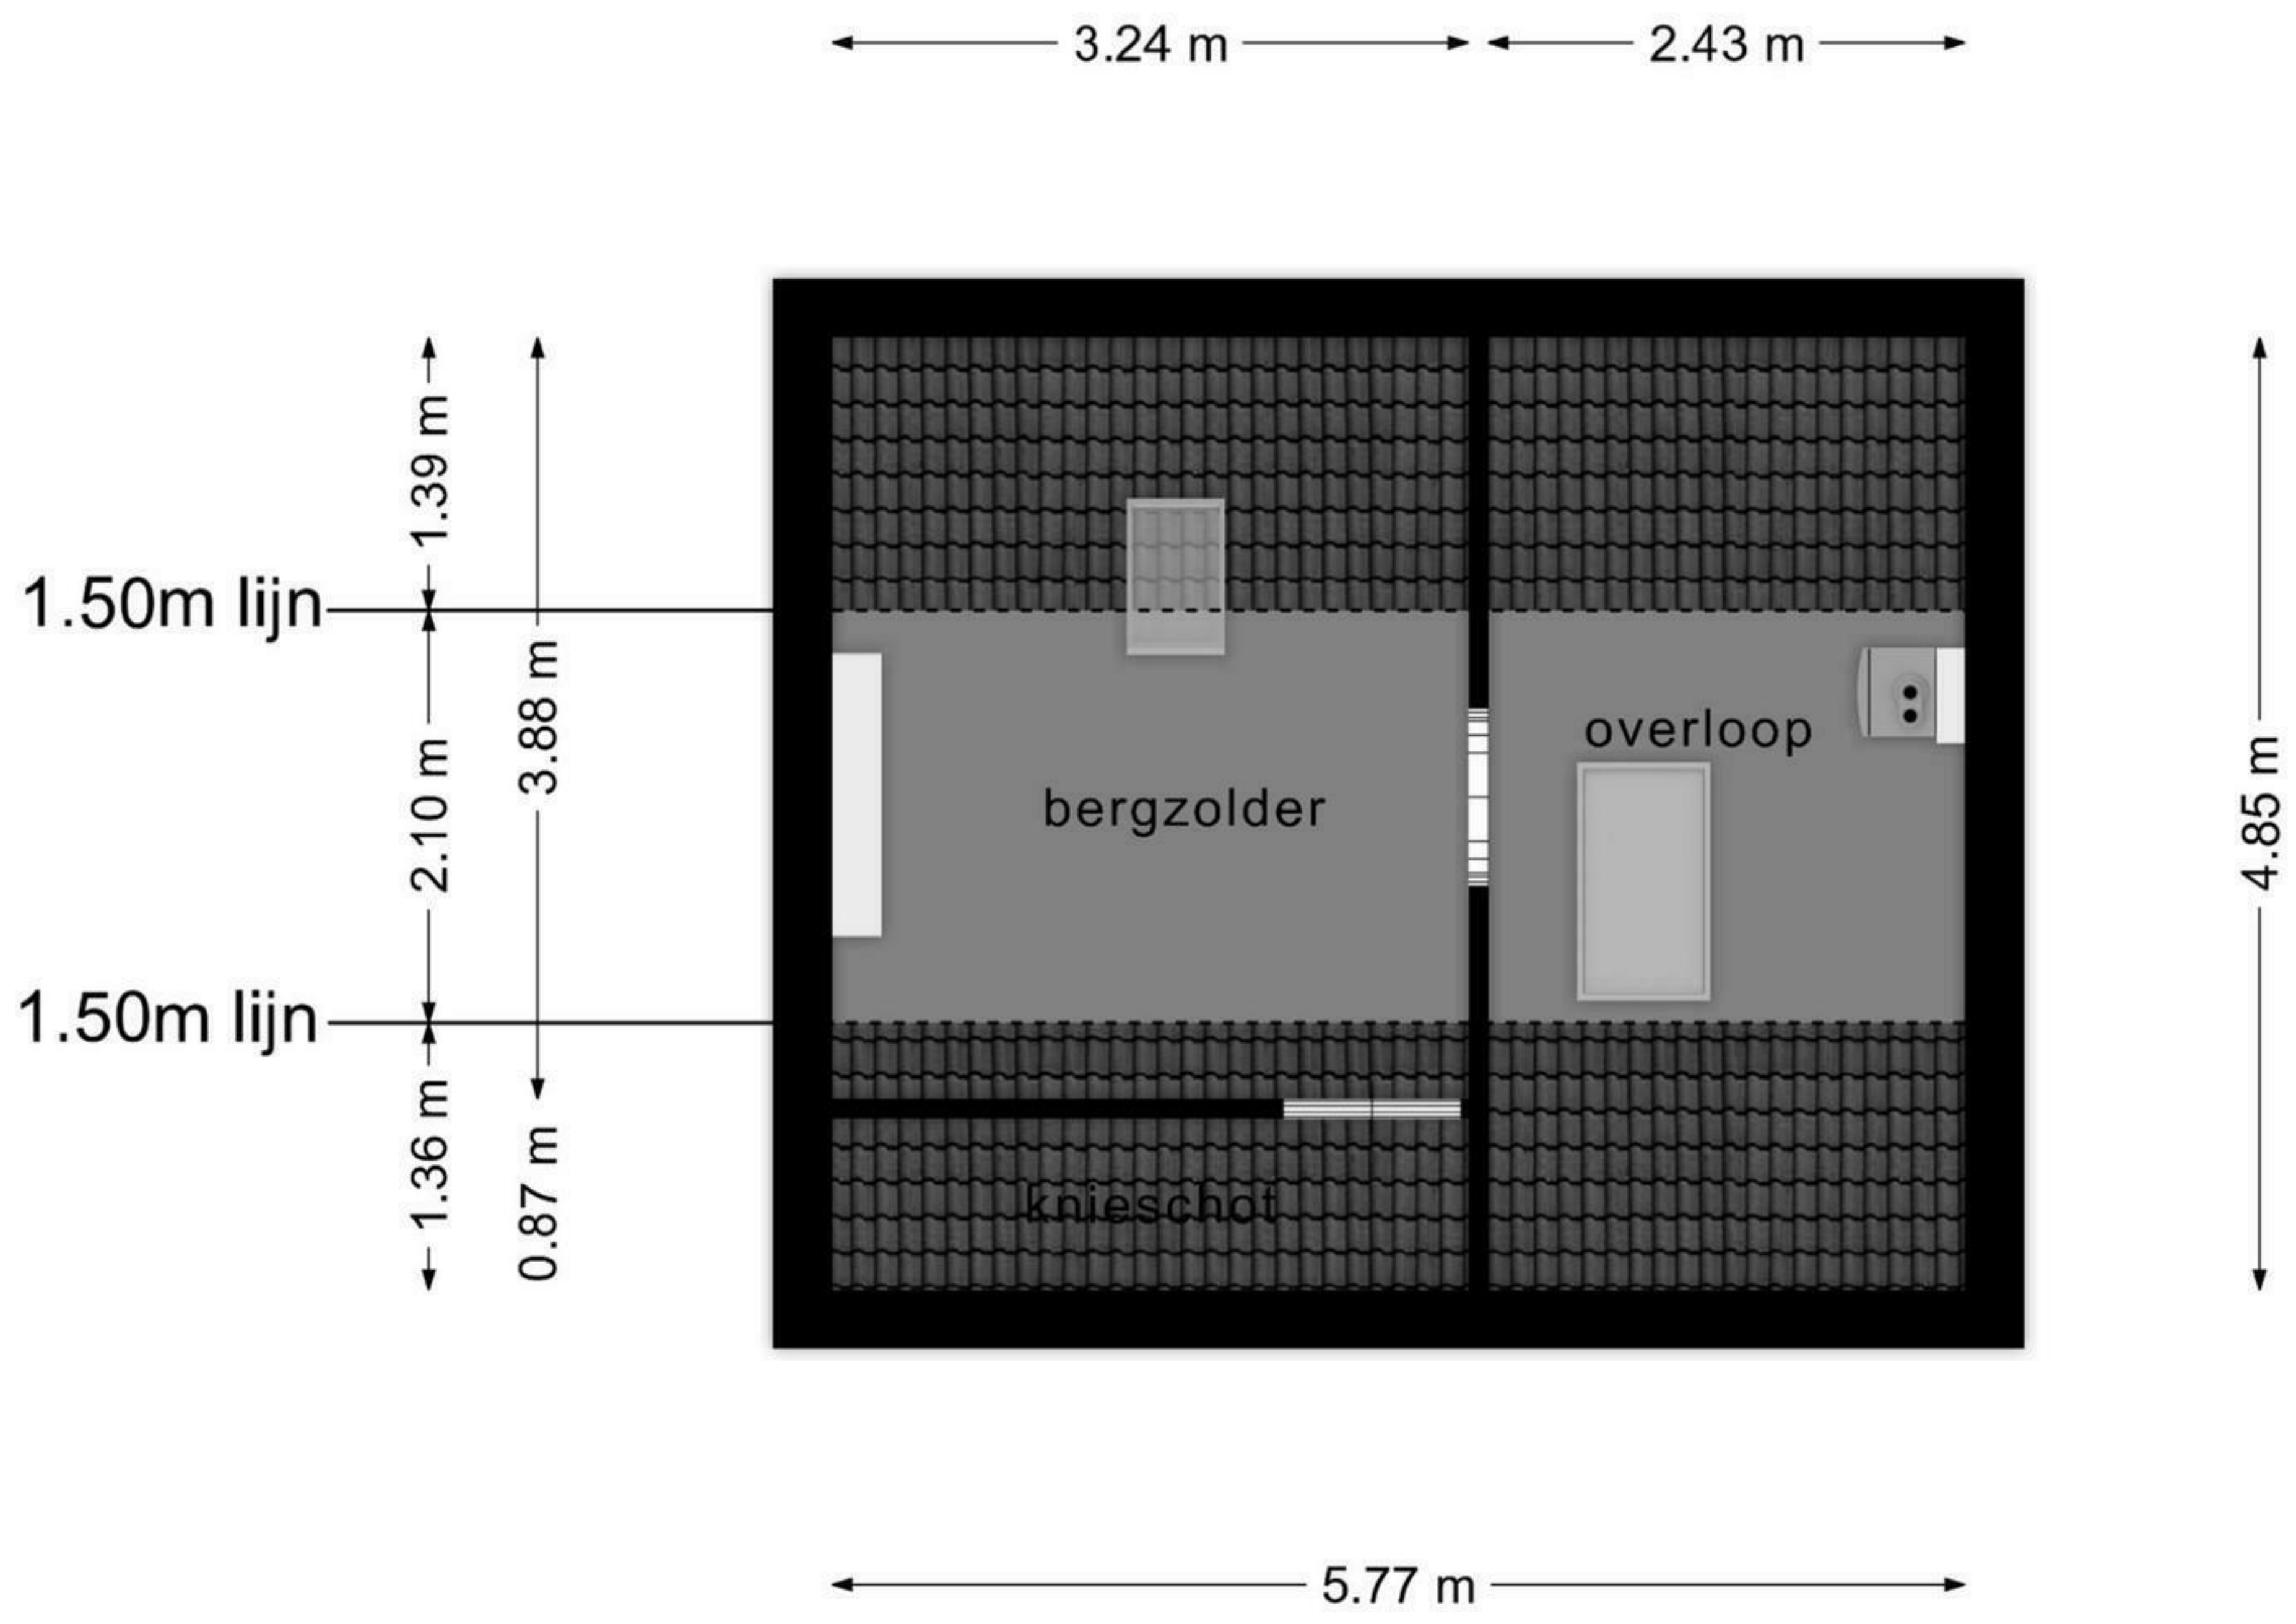 3.24 m
2.43 m
1.39 m
1.50m lijn
3.88 m
overloop
2.10 m
bergzolder
4.85 m
1.50m lijn
1.36 m
0.87 m
knieschot
5.77 m